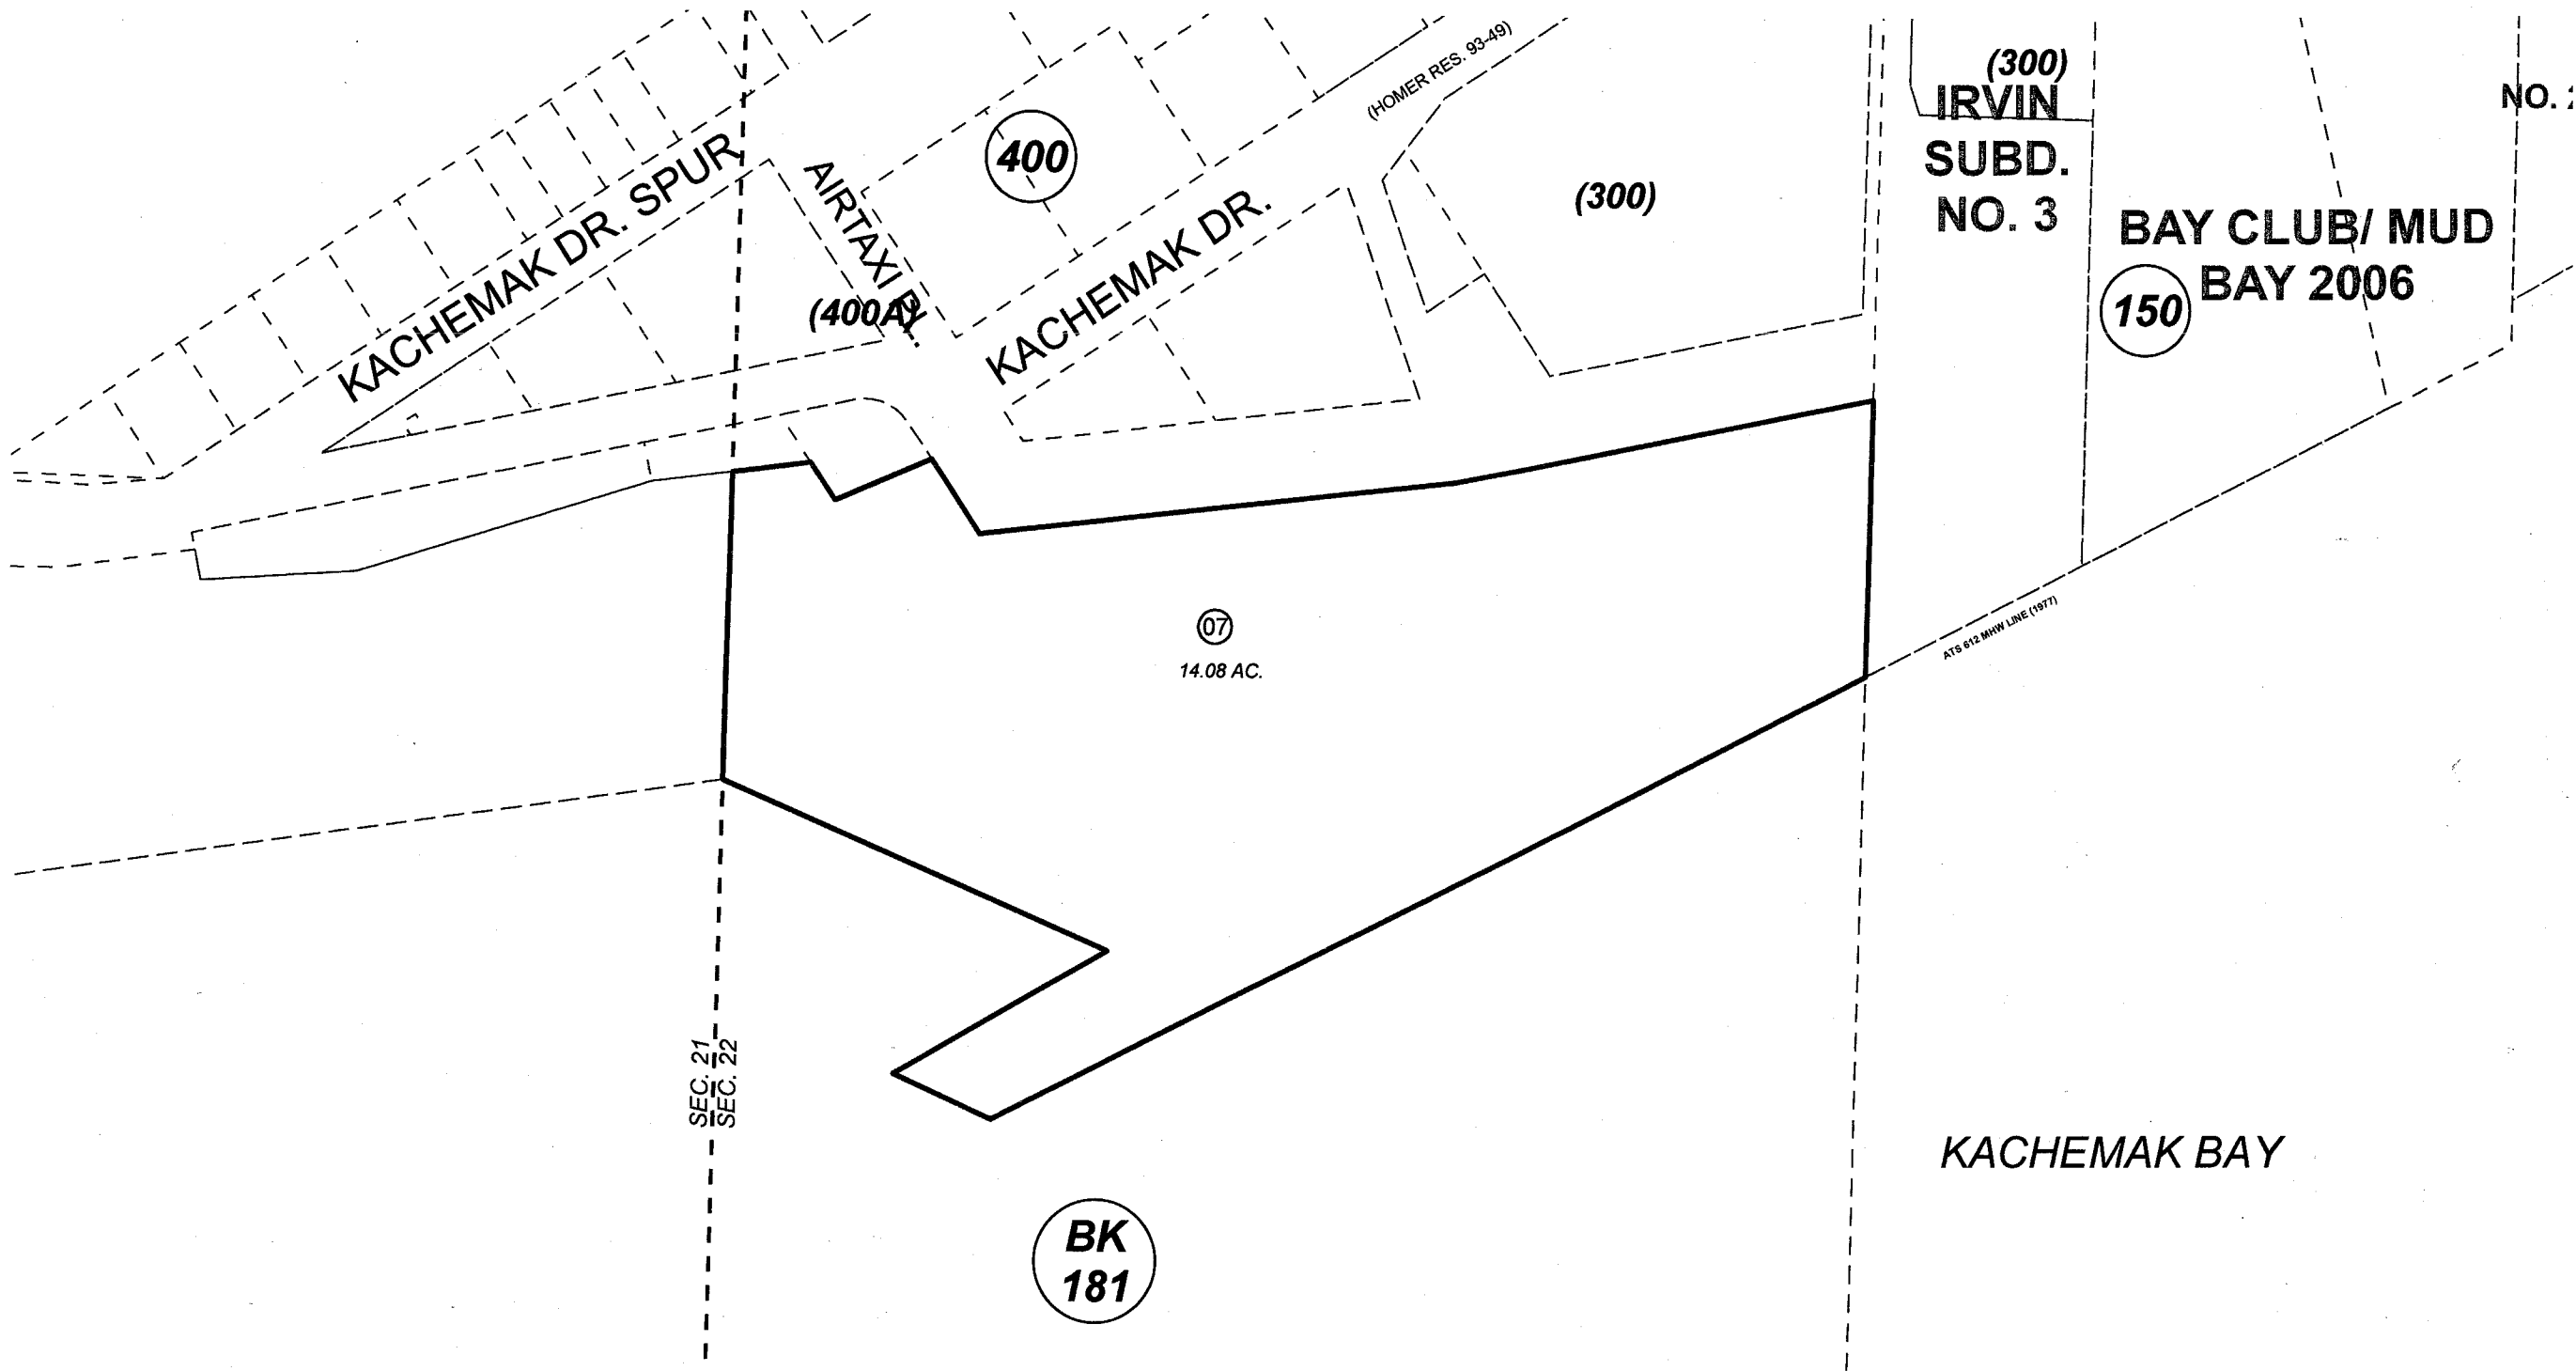 (HOMER RES. 93-49)
(300)
IRVIN
SUBD.
NO. 3
NO.
400
KACHEMAK DR. SPUR
AIRTAXI PL.
(300)
KACHEMAK DR.
BAY CLUB/ MUD
BAY 2006
150
(400A)
07
14.08 AC.
ATS 612 MHW LINE (1977)
SEC. 21
SEC. 22
KACHEMAK BAY
BK
181